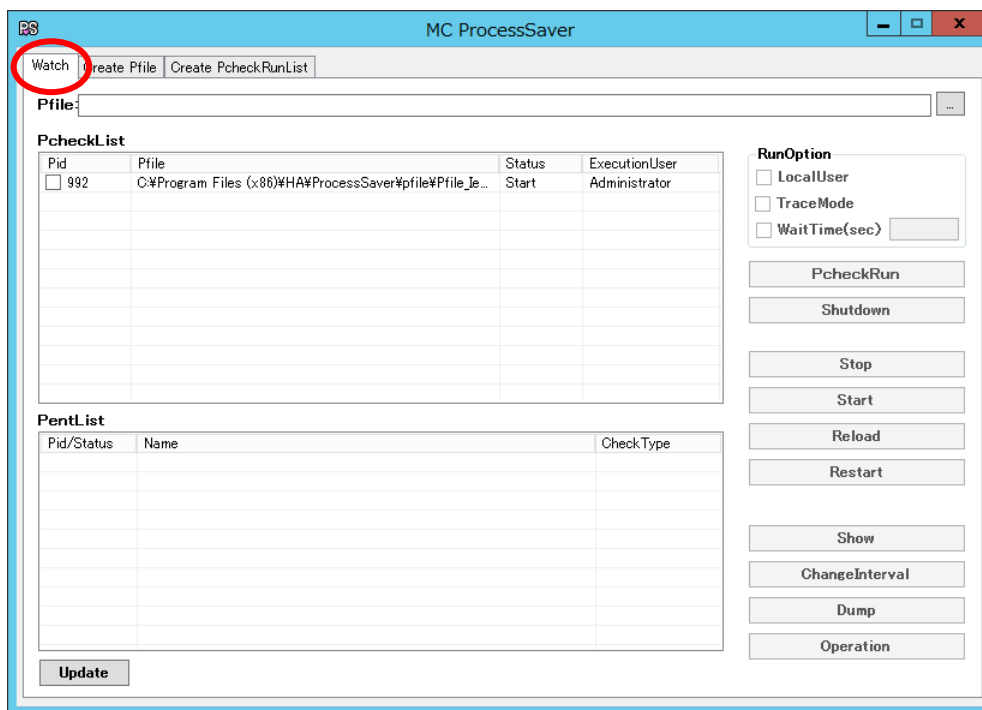 PS MC ProcessSaver
Watch Create Pfile Create PcheckRunList
Pfile: ...
PcheckList
Pid Pfile Status ExecutionUser
992 C:¥Program Files (x86)¥HA¥ProcessSaver¥pfile¥Pfile_Ie... Start Administrator
RunOption
LocalUser
TraceMode
WaitTime(sec)
PcheckRun
Shutdown
Stop
Start
Reload
Restart
PentList
Pid/Status Name CheckType
Show
ChangeInterval
Dump
Operation
Update